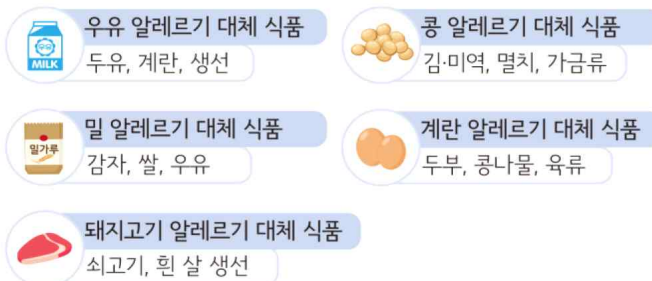 우유 알레르기 대체 식품
MILK
두유, 계란, 생선
콩 알레르기 대체 식품
김·미역, 멸치, 가금류
밀 알레르기 대체 식품
밀가루
감자, 쌀, 우유
계란 알레르기 대체 식품
두부, 콩나물, 육류
돼지고기 알레르기 대체 식품
쇠고기, 흰 살 생선